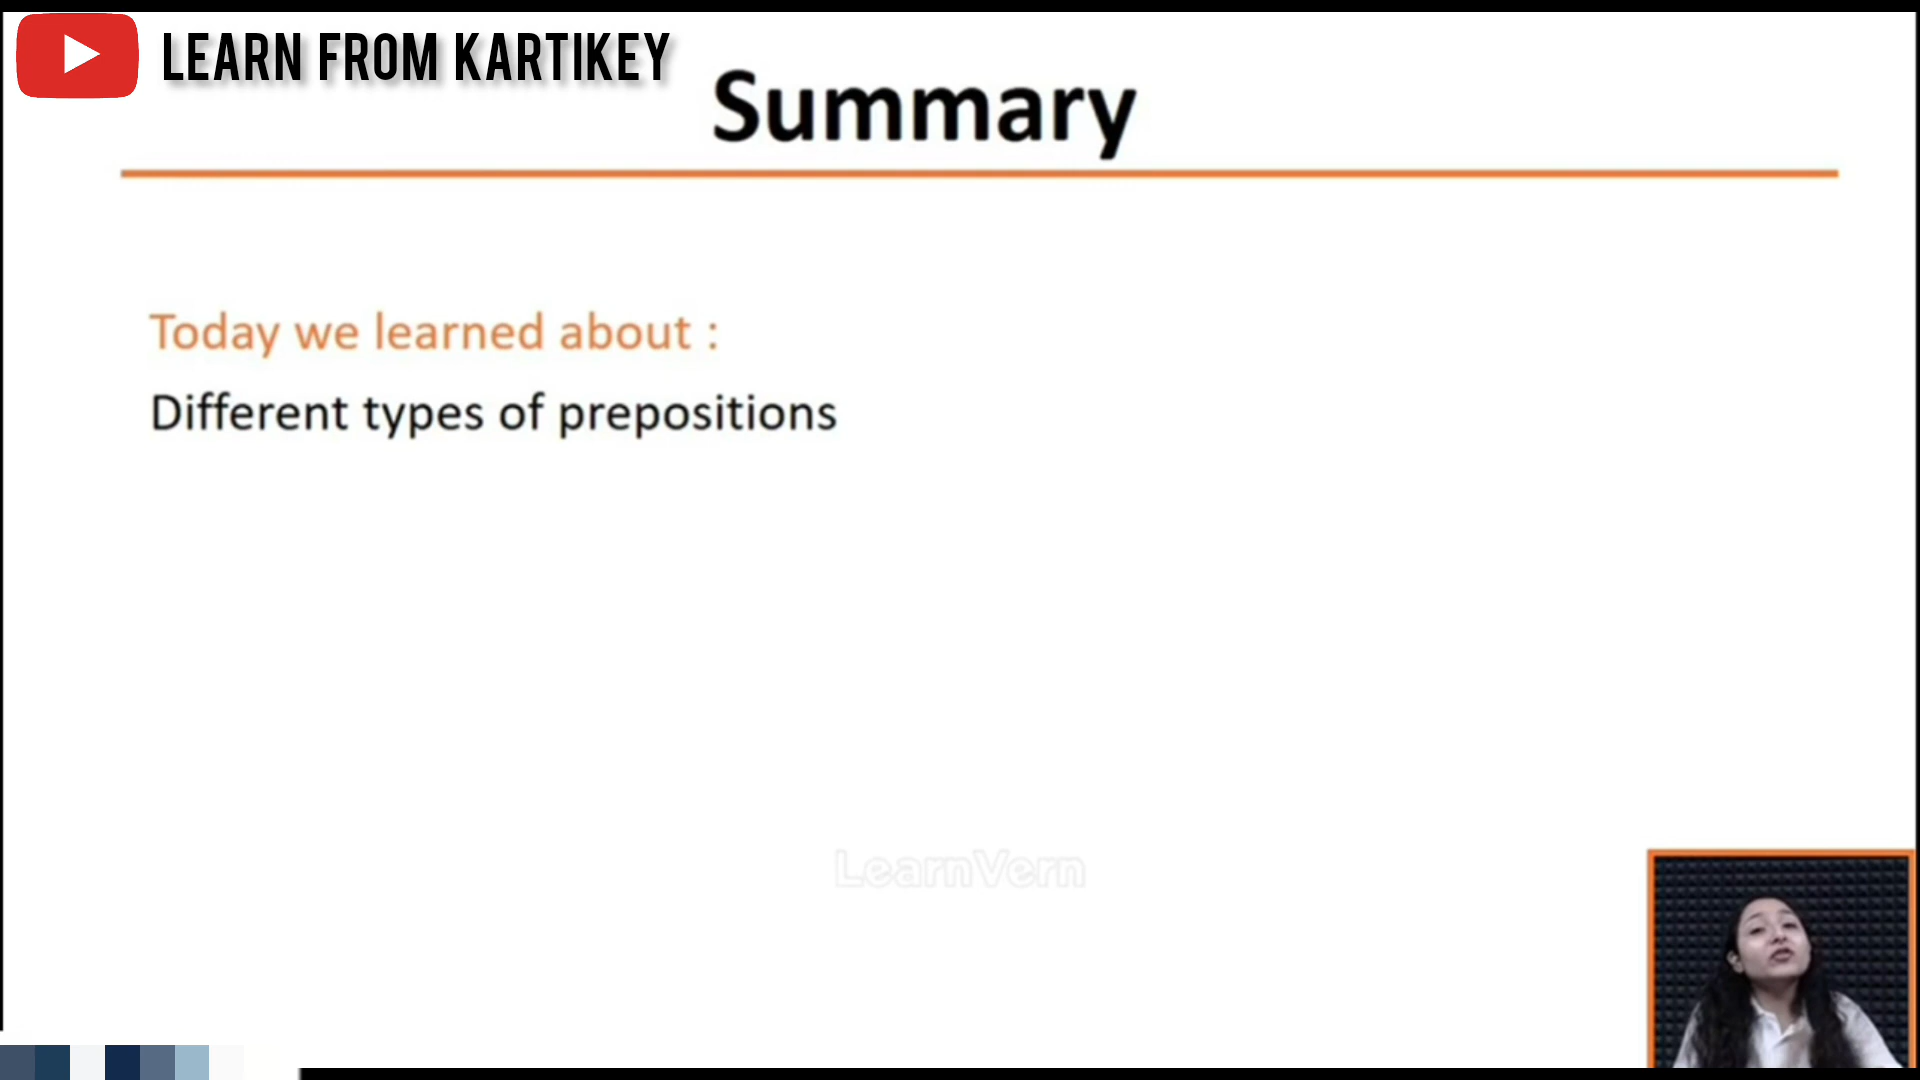 LEARN FROM KARTIKEY
Summary
Today we learned about :
Different types of prepositions
LearnVern